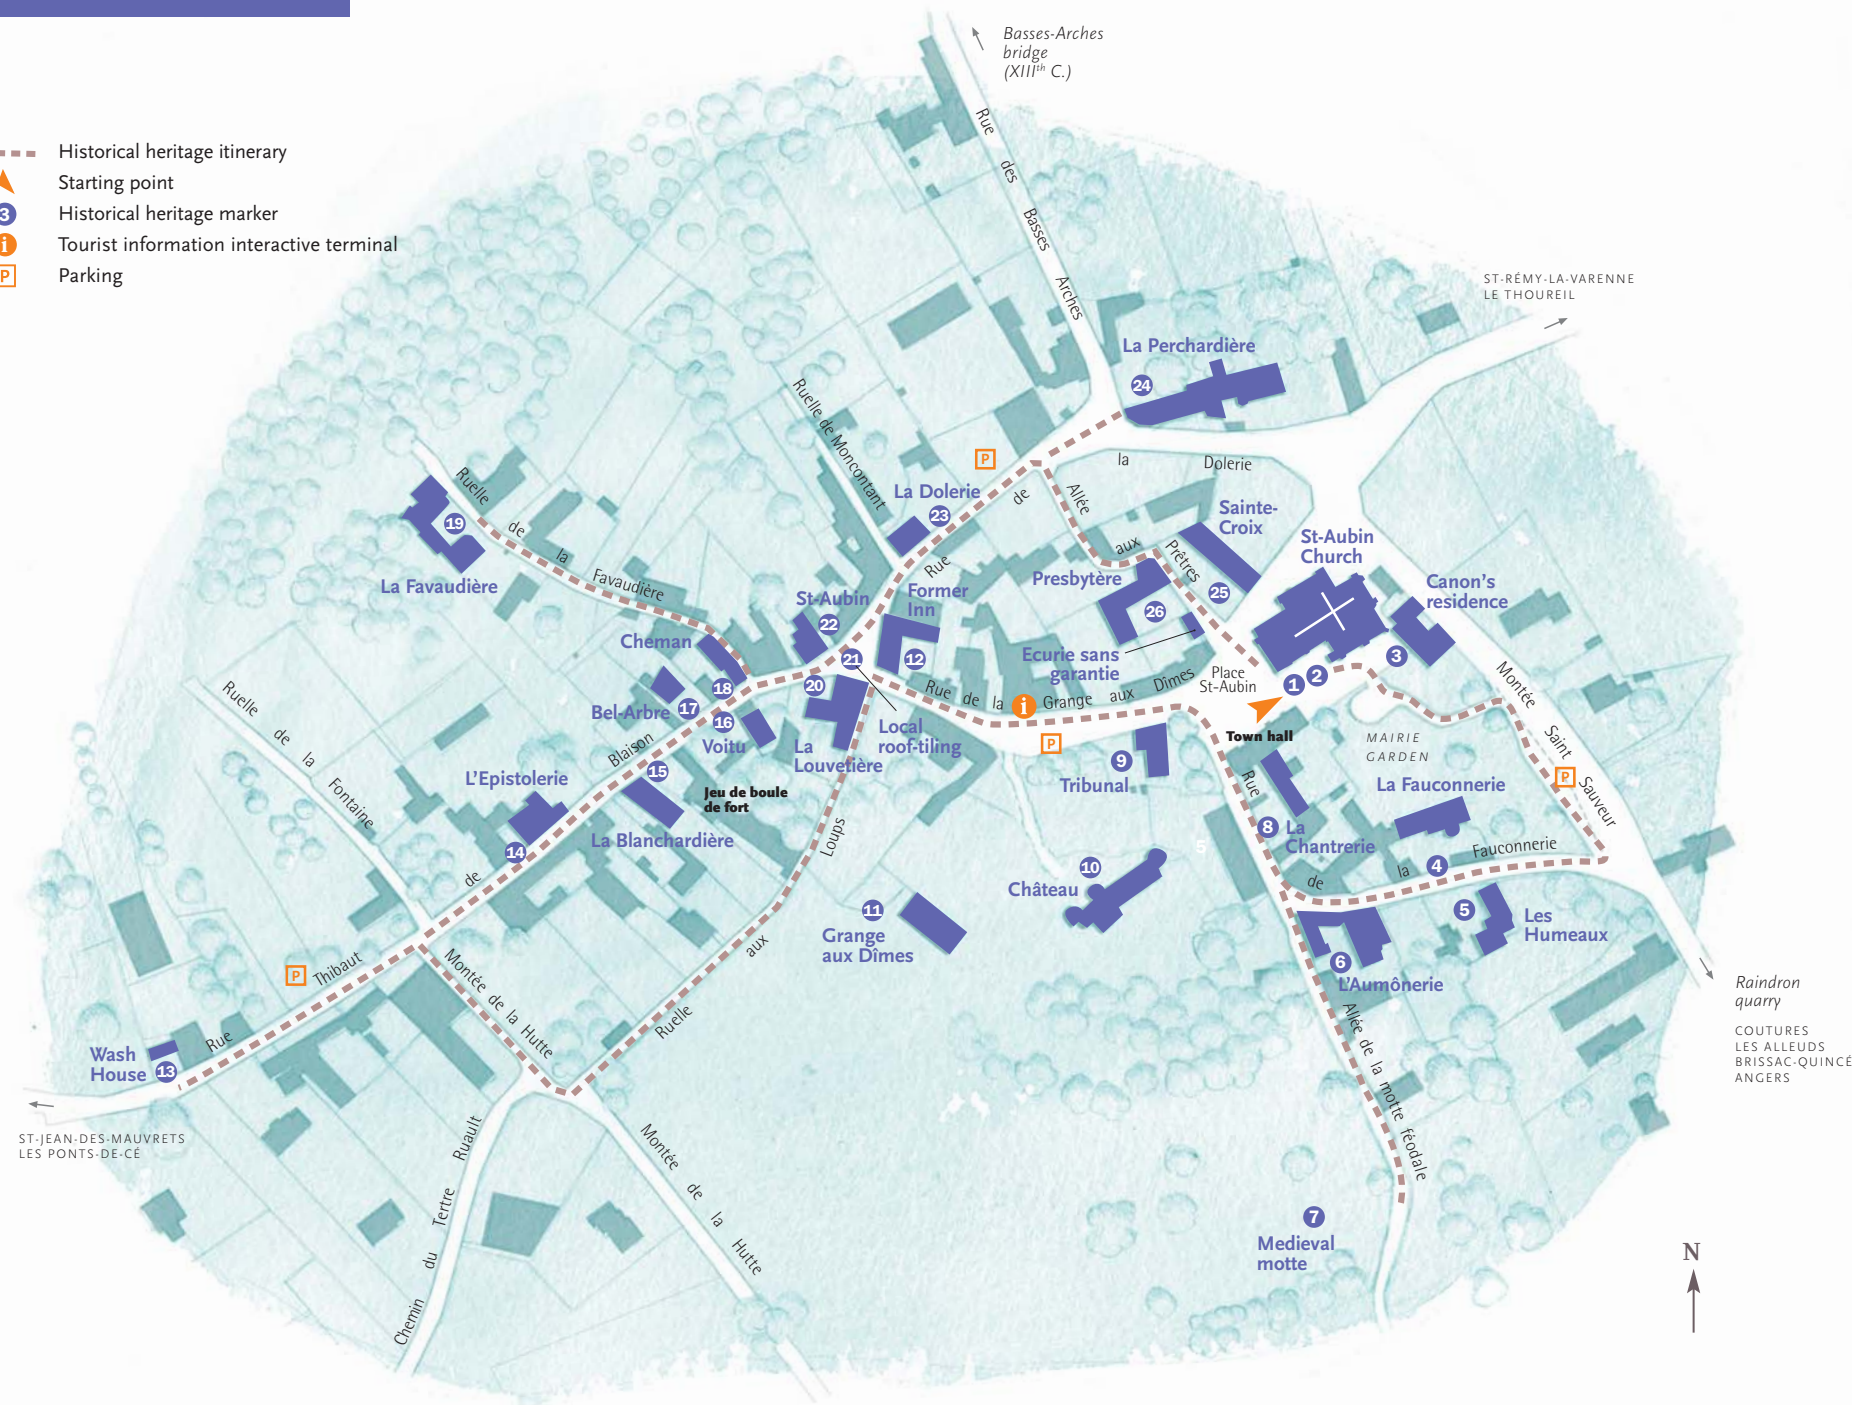 Basses-Arches
bridge
(XIIIth C.)
Historical heritage itinerary
Starting point
3 Historical heritage marker
i Tourist information interactive terminal
P Parking
Rue des Basses Arches
ST-RÉMY-LA-VARENNE
LE THOUREIL
La Perchardière
24
Ruelle de Moncontant
P
la Dolerie
de
Rue
Allée aux Prêtres
La Dolerie
23
Sainte-
Croix
25
St-Aubin
Church
Ruelle de la Favaudière
19
La Favaudière
Presbytère
26
Canon's
residence
3
St-Aubin
22
Former
Inn
12
Cheman
18
21
20
Ecurie sans
garantie
Place
St-Aubin
1
2
Rue de la Grange aux Dîmes
i
P
Bel-Arbre
17
16
Voitu
La
Louvetière
Local
roof-tiling
Town hall
MAIRIE
GARDEN
Montée Saint Sauveur
P
9
Tribunal
Ruelle de la Fontaine
Blaison
15
L'Epistolerie
14
Jeu de boule
de fort
La Blanchardière
La Fauconnerie
4
Rue de la Fauconnerie
8
La
Chantrerie
5
10
Château
11
Grange
aux Dîmes
5
Les
Humeaux
6
L'Aumônerie
Ruelle aux Loups
de
Thibaut
Rue
P
Montée de la Hutte
Wash
House
13
Allée de la motte féodale
Raindron
quarry
COUTURES
LES ALLEUDS
BRISSAC-QUINCÉ
ANGERS
ST-JEAN-DES-MAUVRETS
LES PONTS-DE-CÉ
Chemin du Tertre Ruault
Montée de la Hutte
7
Medieval
motte
N